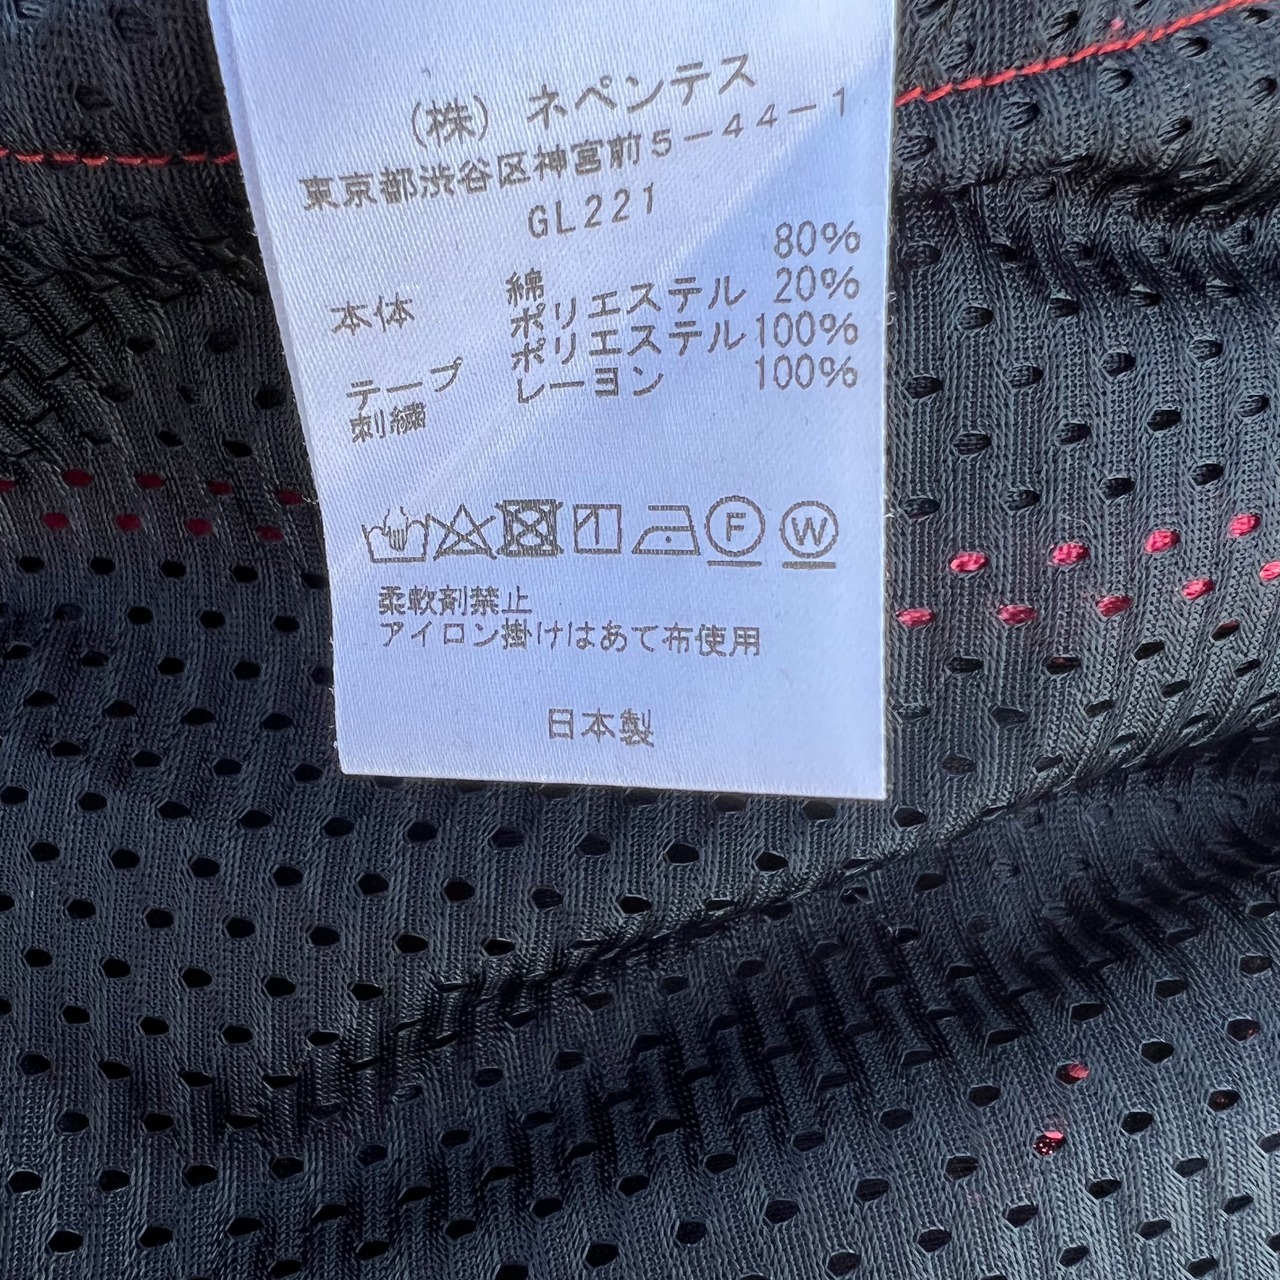 （株）ネペンテス
東京都渋谷区神宮前5-44-1
GL221
本体 綿 80%
ポリエステル 20%
テープ ポリエステル 100%
刺繍 レーヨン 100%
F W
柔軟剤禁止
アイロン掛けはあて布使用
日本製